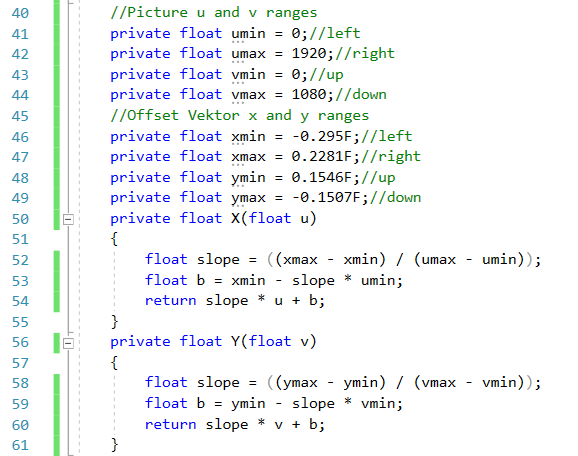 40 //Picture u and v ranges
41 private float umin = 0;//left
42 private float umax = 1920;//right
43 private float vmin = 0;//up
44 private float vmax = 1080;//down
45 //Offset Vektor x and y ranges
46 private float xmin = -0.295F;//left
47 private float xmax = 0.2281F;//right
48 private float ymin = 0.1546F;//up
49 private float ymax = -0.1507F;//down
50 private float X(float u)
51 {
52 float slope = ((xmax - xmin) / (umax - umin));
53 float b = xmin - slope * umin;
54 return slope * u + b;
55 }
56 private float Y(float v)
57 {
58 float slope = ((ymax - ymin) / (vmax - vmin));
59 float b = ymin - slope * vmin;
60 return slope * v + b;
61 }